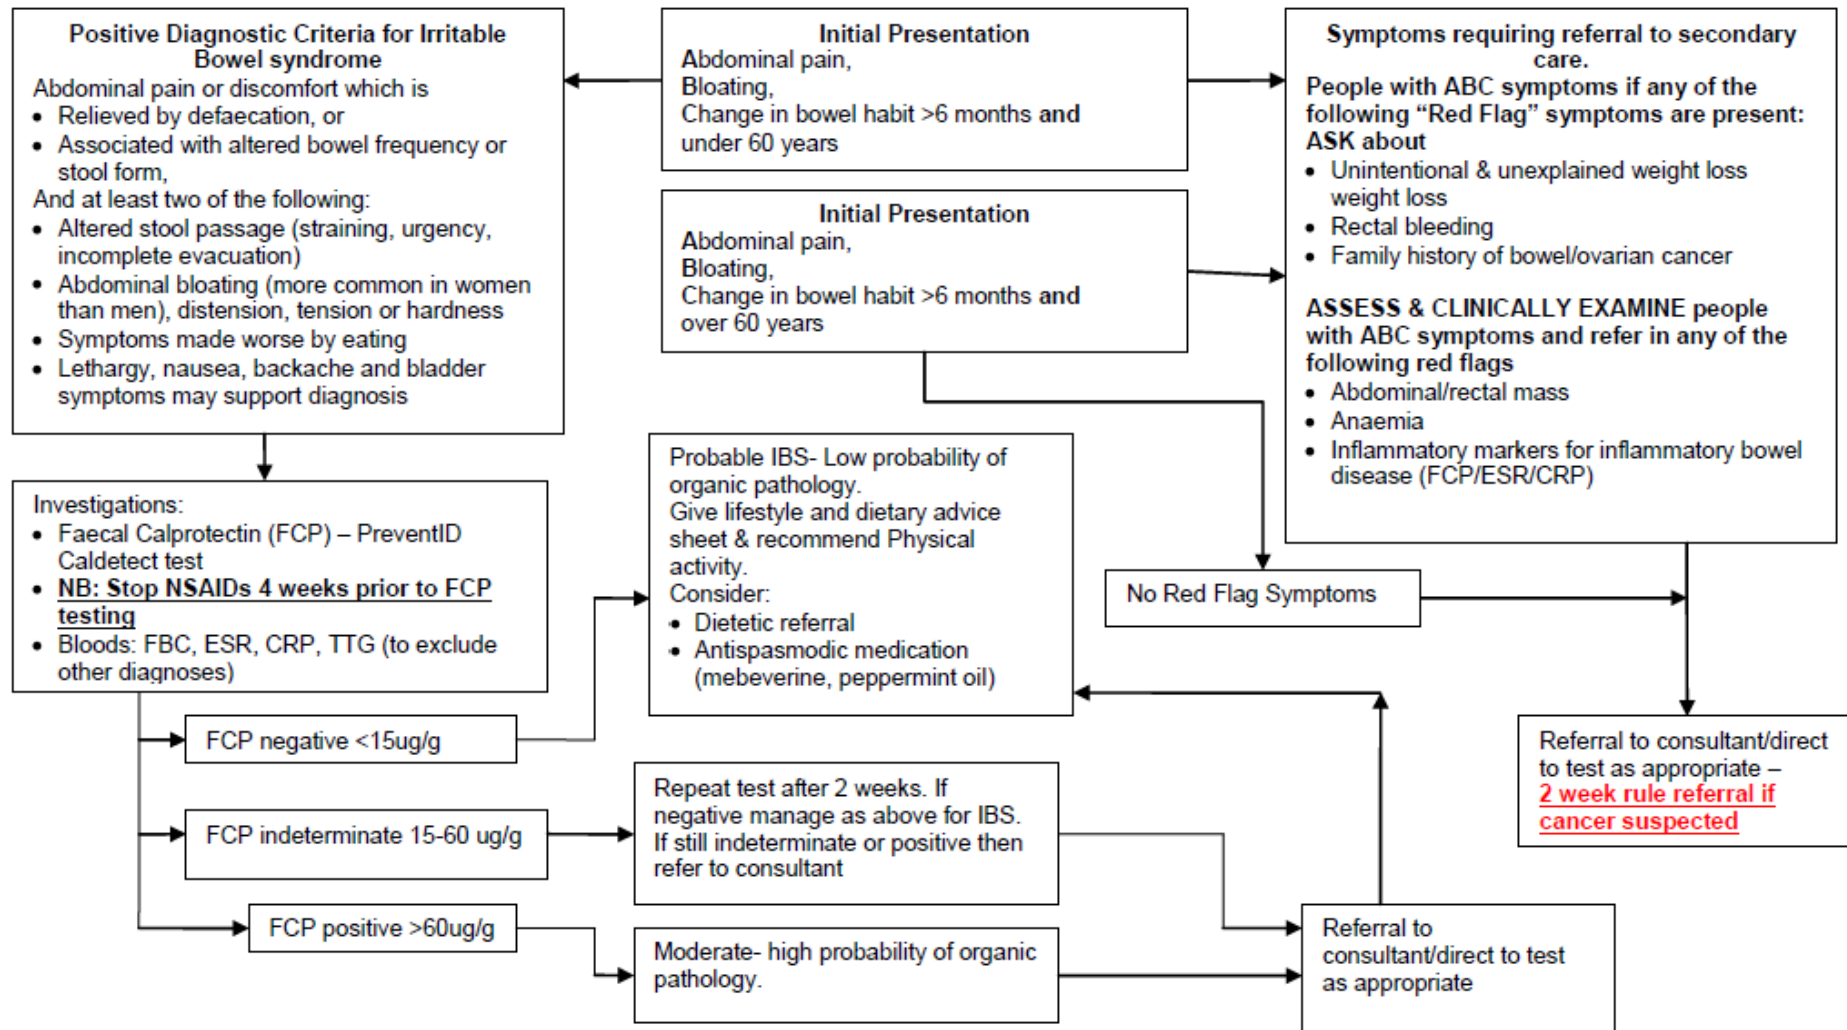 Positive Diagnostic Criteria for Irritable
Bowel syndrome
Abdominal pain or discomfort which is
• Relieved by defaecation, or
• Associated with altered bowel frequency or
stool form,
And at least two of the following:
• Altered stool passage (straining, urgency,
incomplete evacuation)
• Abdominal bloating (more common in women
than men), distension, tension or hardness
• Symptoms made worse by eating
• Lethargy, nausea, backache and bladder
symptoms may support diagnosis
Initial Presentation
Abdominal pain,
Bloating,
Change in bowel habit >6 months and
under 60 years
Initial Presentation
Abdominal pain,
Bloating,
Change in bowel habit >6 months and
over 60 years
Symptoms requiring referral to secondary
care.
People with ABC symptoms if any of the
following “Red Flag” symptoms are present:
ASK about
• Unintentional & unexplained weight loss
weight loss
• Rectal bleeding
• Family history of bowel/ovarian cancer
ASSESS & CLINICALLY EXAMINE people
with ABC symptoms and refer in any of the
following red flags
• Abdominal/rectal mass
• Anaemia
• Inflammatory markers for inflammatory bowel
disease (FCP/ESR/CRP)
Investigations:
• Faecal Calprotectin (FCP) – PreventID
Caldetect test
• NB: Stop NSAIDs 4 weeks prior to FCP
testing
• Bloods: FBC, ESR, CRP, TTG (to exclude
other diagnoses)
Probable IBS- Low probability of
organic pathology.
Give lifestyle and dietary advice
sheet & recommend Physical
activity.
Consider:
• Dietetic referral
• Antispasmodic medication
(mebeverine, peppermint oil)
No Red Flag Symptoms
Referral to consultant/direct
to test as appropriate –
2 week rule referral if
cancer suspected
FCP negative <15ug/g
FCP indeterminate 15-60 ug/g
Repeat test after 2 weeks. If
negative manage as above for IBS.
If still indeterminate or positive then
refer to consultant
FCP positive >60ug/g
Moderate- high probability of organic
pathology.
Referral to
consultant/direct to test
as appropriate